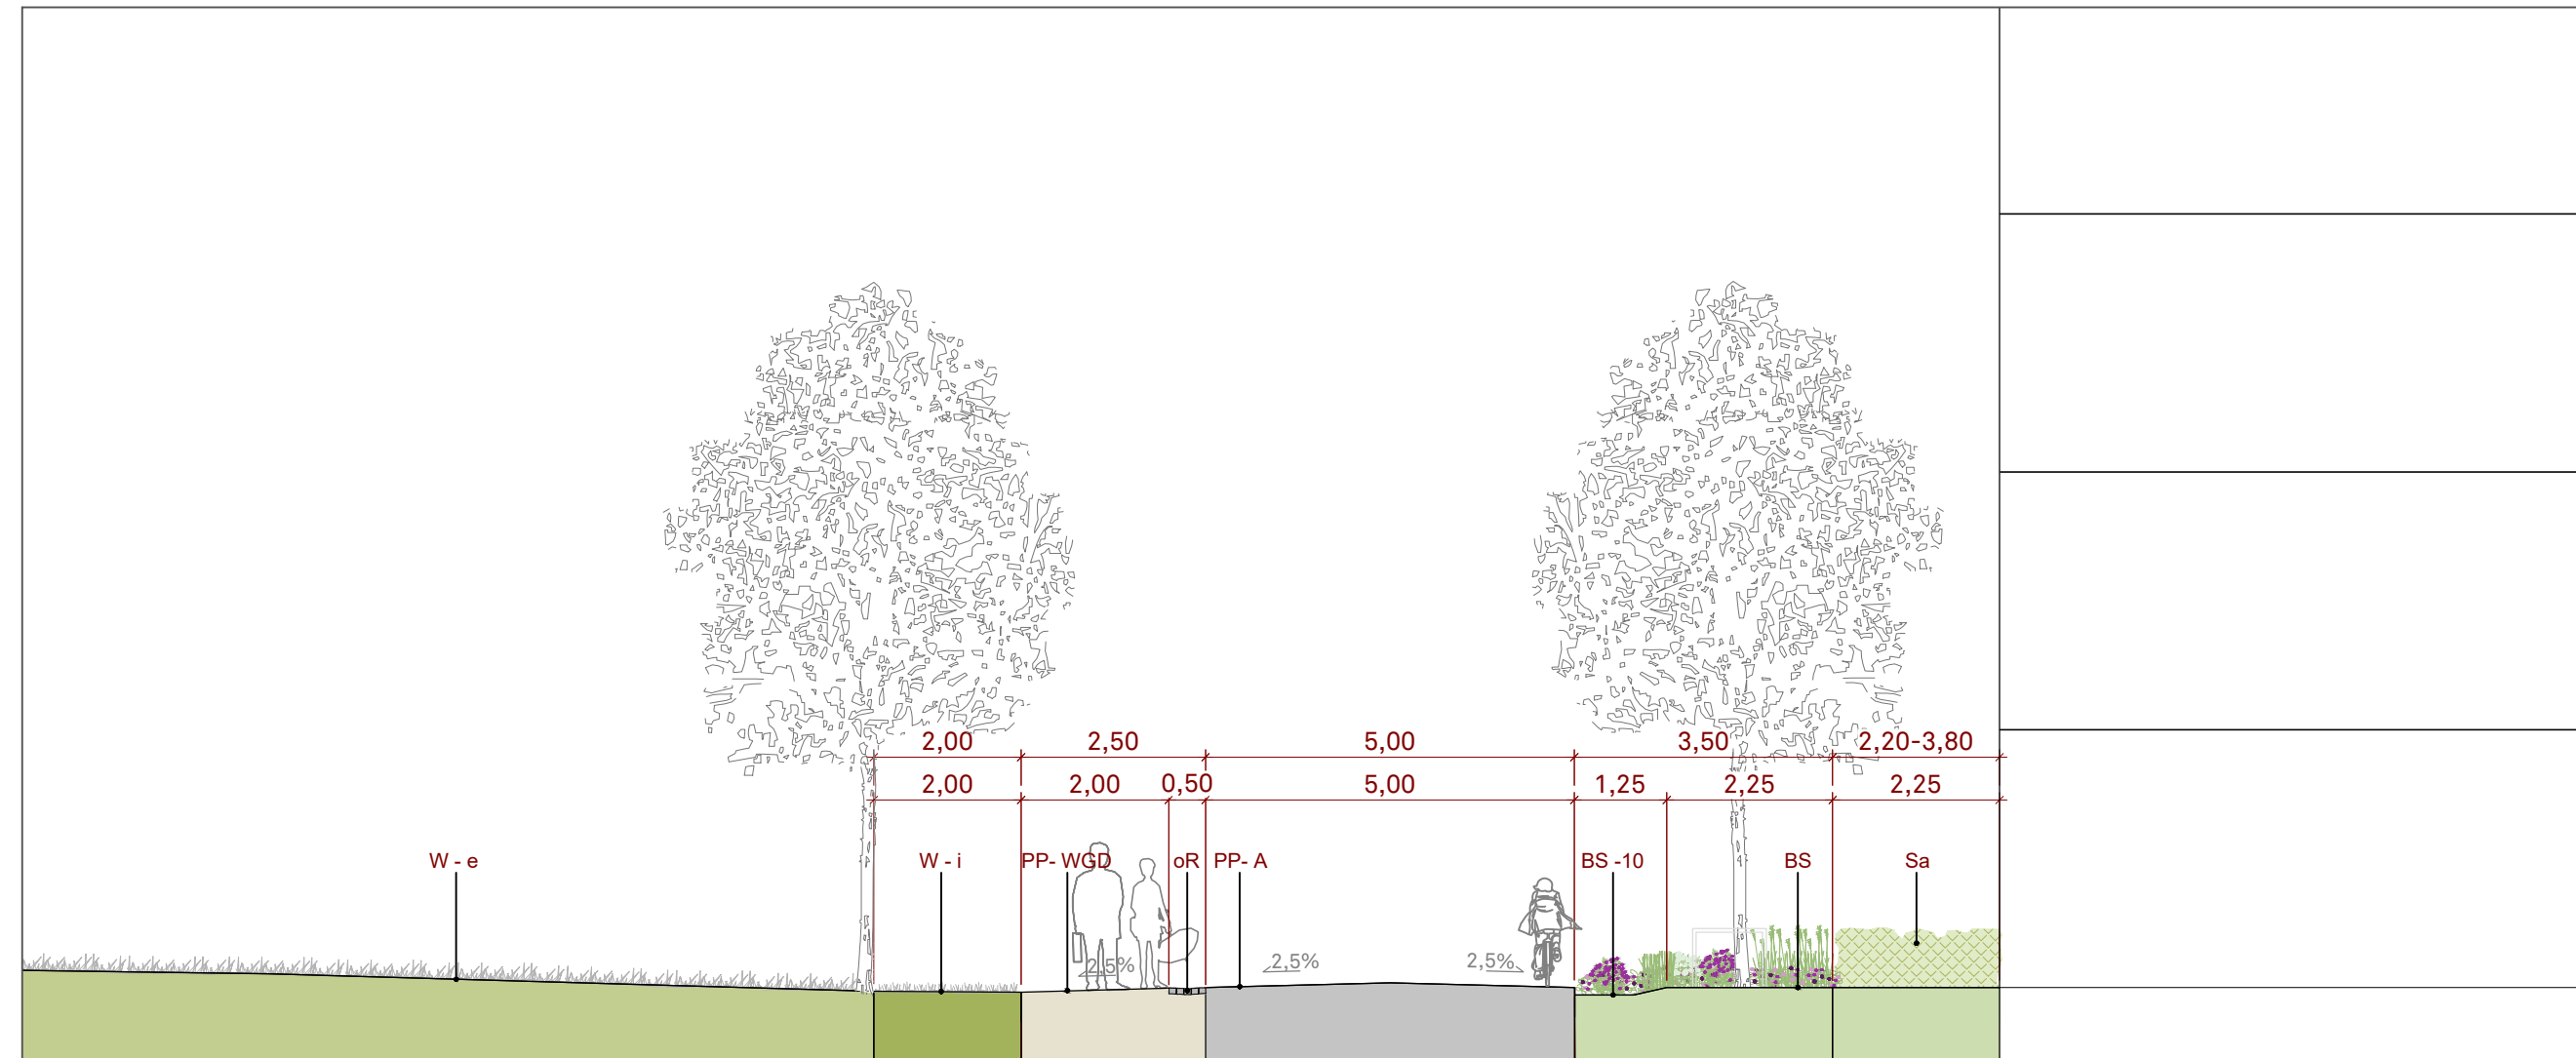 2,00 2,50 5,00 3,50 2,20-3,80
2,00 2,00 0,50 5,00 1,25 2,25 2,25
W - e W - i PP- WGD oR PP- A BS -10 BS Sa
2,5% 2,5% 2,5%